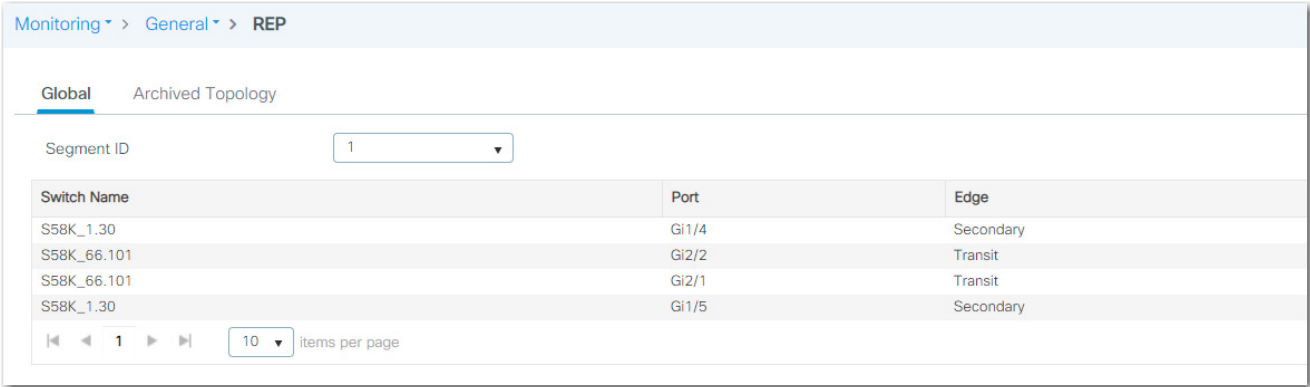 Monitoring > General > REP
Global Archived Topology
Segment ID 1
Switch Name Port Edge
S58K_1.30 Gi1/4 Secondary
S58K_66.101 Gi2/2 Transit
S58K_66.101 Gi2/1 Transit
S58K_1.30 Gi1/5 Secondary
1 10 items per page